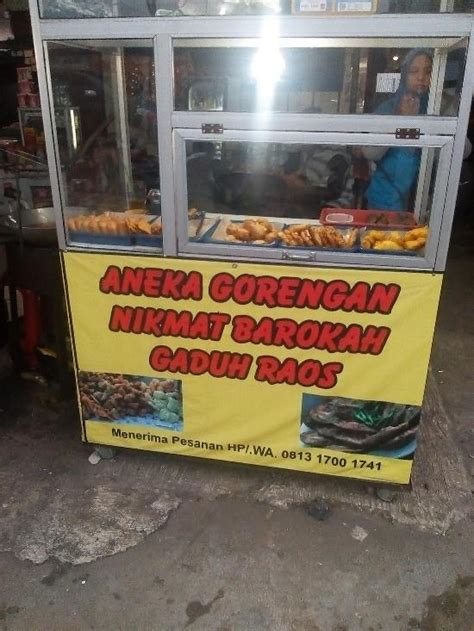 ANEKA GORENGAN
NIKMAT BAROKAH
GADUH RAOS
Menerima Pesanan HP/.WA. 0813 1700 1741